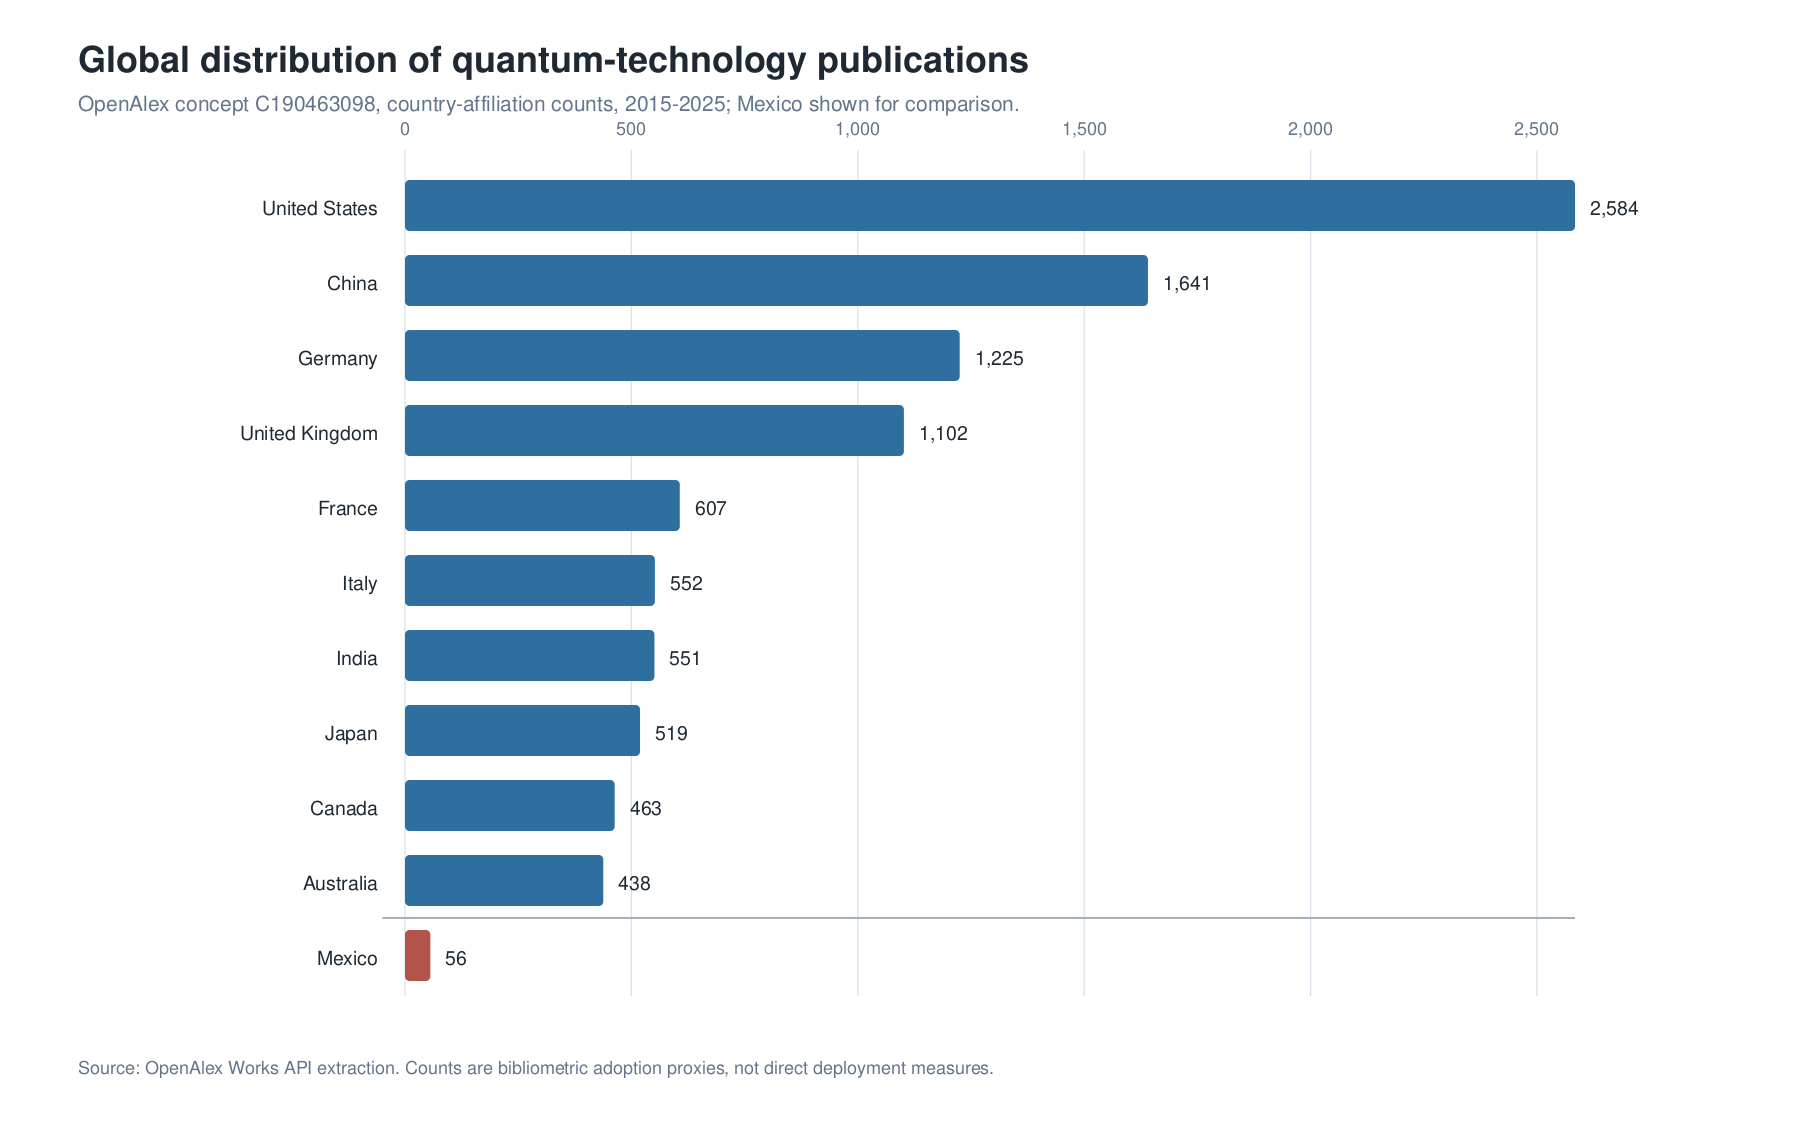 Global distribution of quantum-technology publications
OpenAlex concept C190463098, country-affiliation counts, 2015-2025; Mexico shown for comparison.
0 500 1,000 1,500 2,000 2,500
United States 2,584
China 1,641
Germany 1,225
United Kingdom 1,102
France 607
Italy 552
India 551
Japan 519
Canada 463
Australia 438
Mexico 56
Source: OpenAlex Works API extraction. Counts are bibliometric adoption proxies, not direct deployment measures.